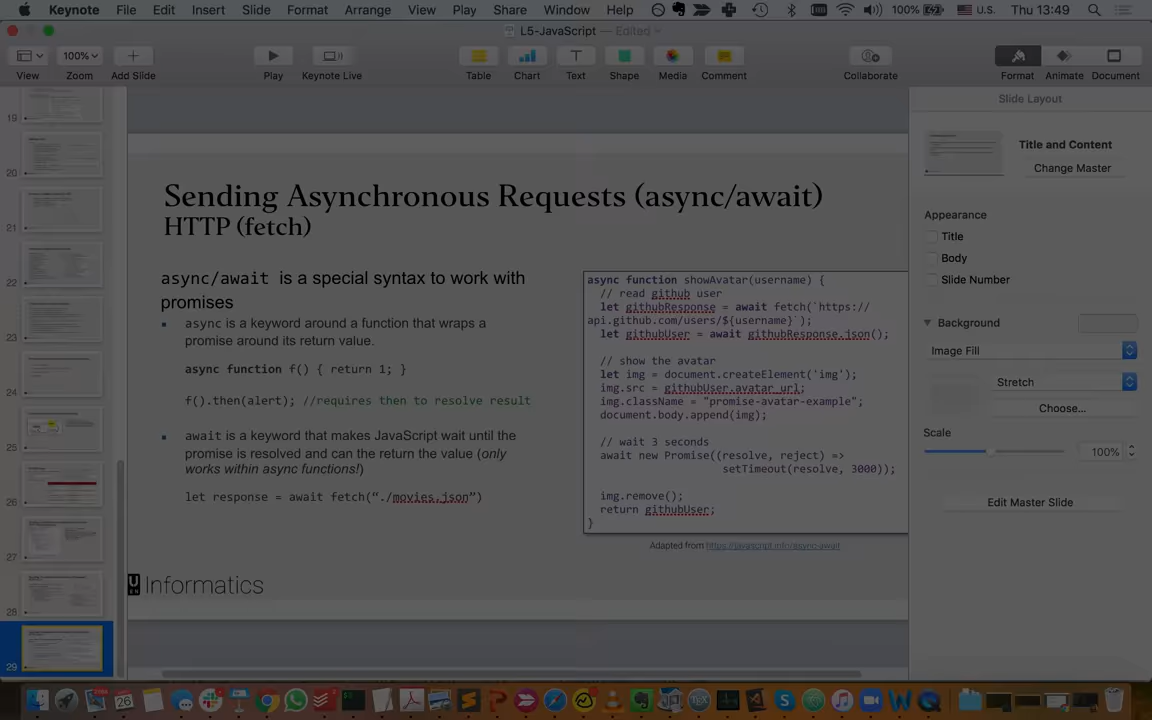 Keynote File Edit Insert Slide Format Arrange View Play Share Window Help 100% U.S. Thu 13:49
L5-JavaScript — Edited
100%
View Zoom Add Slide Play Keynote Live Table Chart Text Shape Media Comment Collaborate Format Animate Document
19
20
21
22
23
24
25
26
27
28
29
Sending Asynchronous Requests (async/await)
HTTP (fetch)
async/await is a special syntax to work with
promises
▪ async is a keyword around a function that wraps a
promise around its return value.
async function f() { return 1; }
f().then(alert); //requires then to resolve result
▪ await is a keyword that makes JavaScript wait until the
promise is resolved and can the return the value (only
works within async functions!)
let response = await fetch(“./movies.json”)
async function showAvatar(username) {
// read github user
let githubResponse = await fetch(`https://
api.github.com/users/${username}`);
let githubUser = await githubResponse.json();
// show the avatar
let img = document.createElement('img');
img.src = githubUser.avatar_url;
img.className = "promise-avatar-example";
document.body.append(img);
// wait 3 seconds
await new Promise((resolve, reject) =>
setTimeout(resolve, 3000));
img.remove();
return githubUser;
}
Adapted from https://javascript.info/async-await
Informatics
Slide Layout
Title and Content
Change Master
Appearance
Title
Body
Slide Number
Background
Image Fill
Stretch
Choose...
Scale
100%
Edit Master Slide